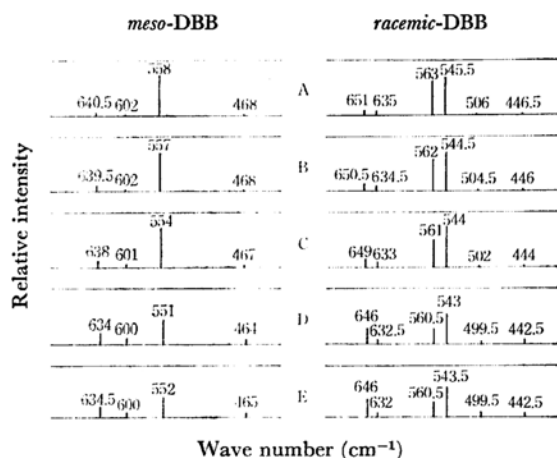 meso-DBB racemic-DBB
Relative intensity
640.5 602 558 468 A 651 635 563 545.5 506 446.5
639.5 602 557 468 B 650.5 634.5 562 544.5 504.5 446
638 601 554 467 C 649 633 561 544 502 444
634 600 551 464 D 646 632.5 560.5 543 499.5 442.5
634.5 600 552 465 E 646 632 560.5 543.5 499.5 442.5
Wave number (cm⁻¹)